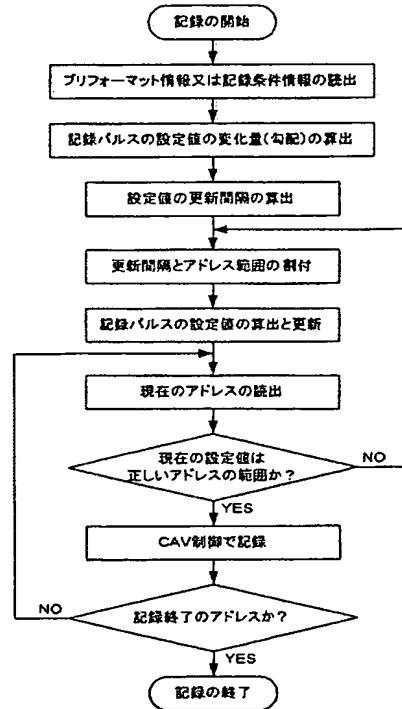 記録の開始
プリフォーマット情報又は記録条件情報の読出
記録パルスの設定値の変化量(勾配)の算出
設定値の更新間隔の算出
更新間隔とアドレス範囲の割付
記録パルスの設定値の算出と更新
現在のアドレスの読出
現在の設定値は
正しいアドレスの範囲か?
NO
YES
CAV制御で記録
NO
記録終了のアドレスか?
YES
記録の終了